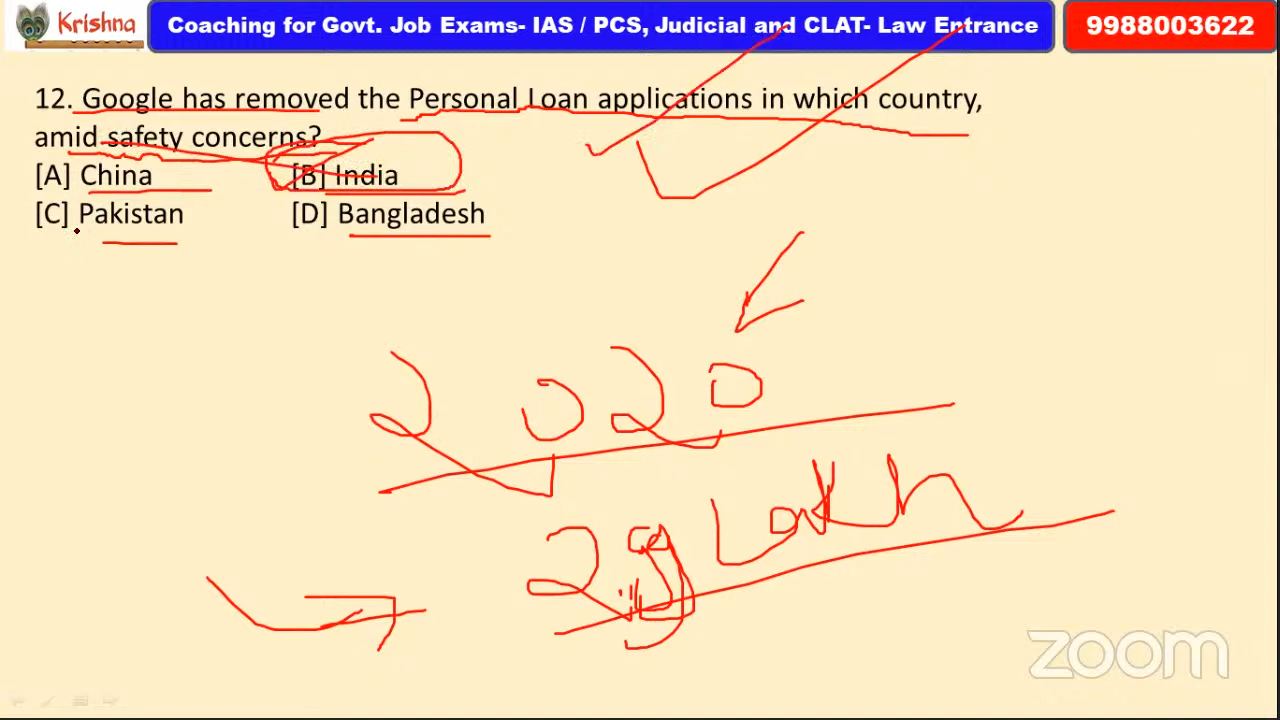 Krishna
Coaching for Govt. Job Exams- IAS / PCS, Judicial and CLAT- Law Entrance
9988003622
12. Google has removed the Personal Loan applications in which country,
amid safety concerns?
[A] China [B] India
[C] Pakistan [D] Bangladesh
2020
Lakh
zoom